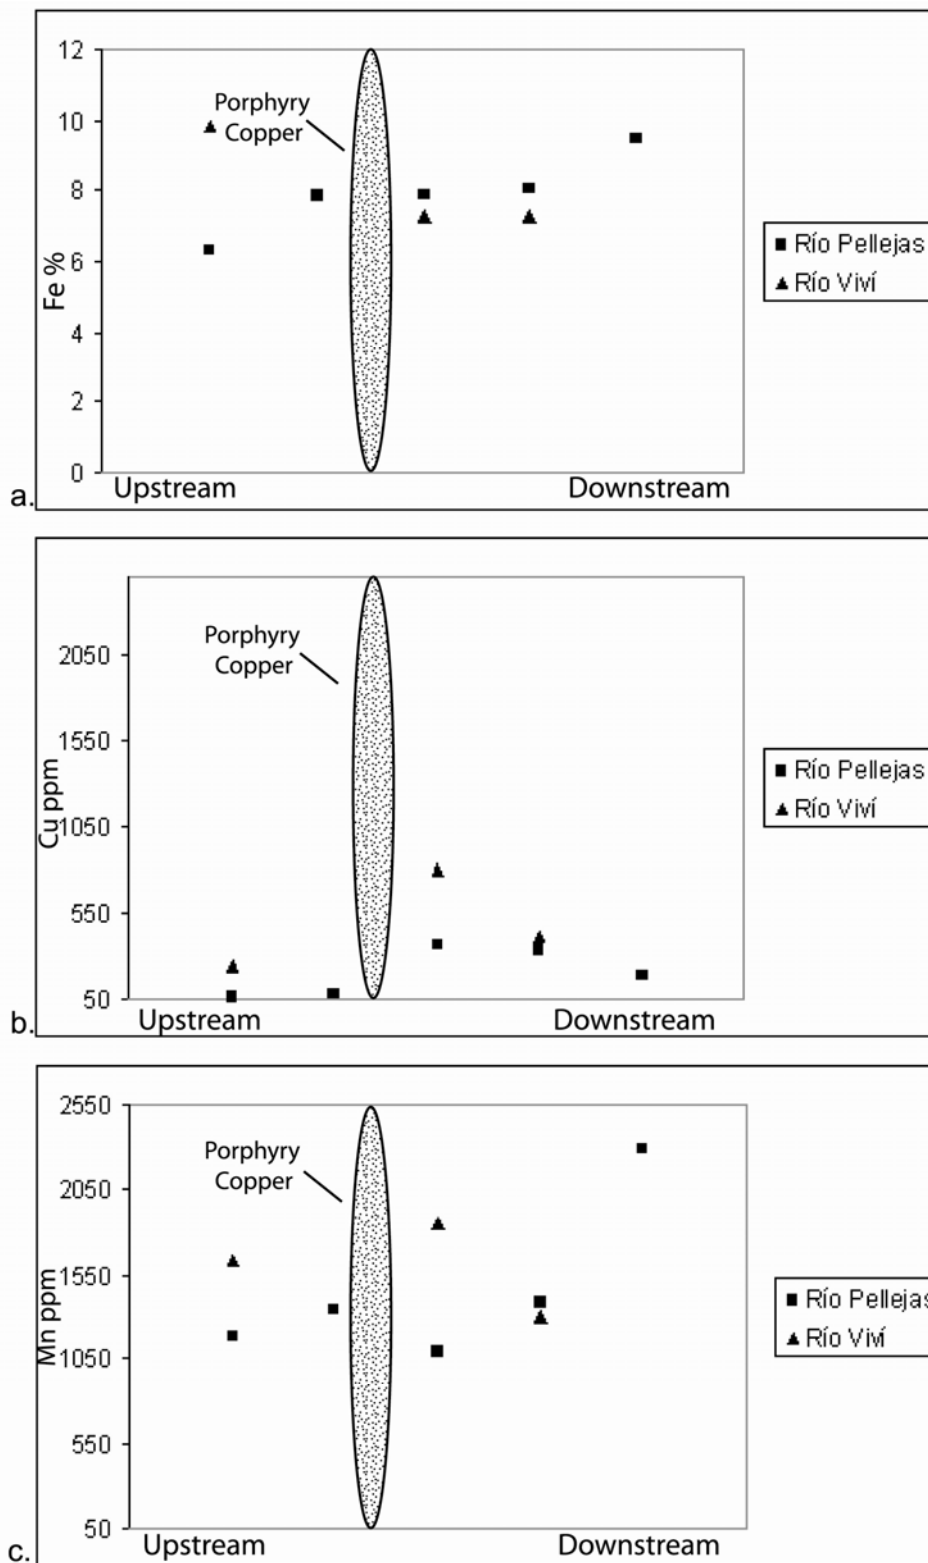 12
Porphyry
Copper
10
8
Fe %
6
4
2
0
Upstream
Downstream
Río Pellejas
Río Viví
a.
Porphyry
Copper
2050
1550
Cu ppm
1050
550
50
Upstream
Downstream
Río Pellejas
Río Viví
b.
2550
Porphyry
Copper
2050
1550
Mn ppm
1050
550
50
Upstream
Downstream
Río Pellejas
Río Viví
c.